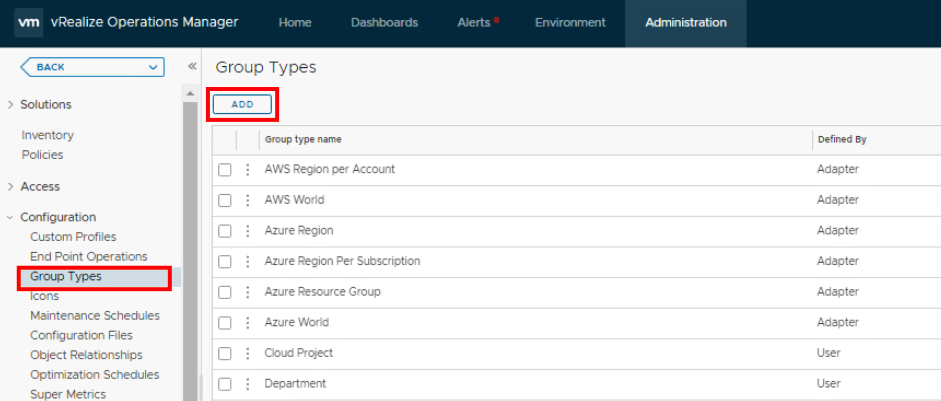 vm vRealize Operations Manager Home Dashboards Alerts Environment Administration
BACK
Group Types
ADD
Solutions
Inventory
Policies
Access
Configuration
Custom Profiles
End Point Operations
Group Types
Icons
Maintenance Schedules
Configuration Files
Object Relationships
Optimization Schedules
Super Metrics
Group type name Defined By
AWS Region per Account Adapter
AWS World Adapter
Azure Region Adapter
Azure Region Per Subscription Adapter
Azure Resource Group Adapter
Azure World Adapter
Cloud Project User
Department User